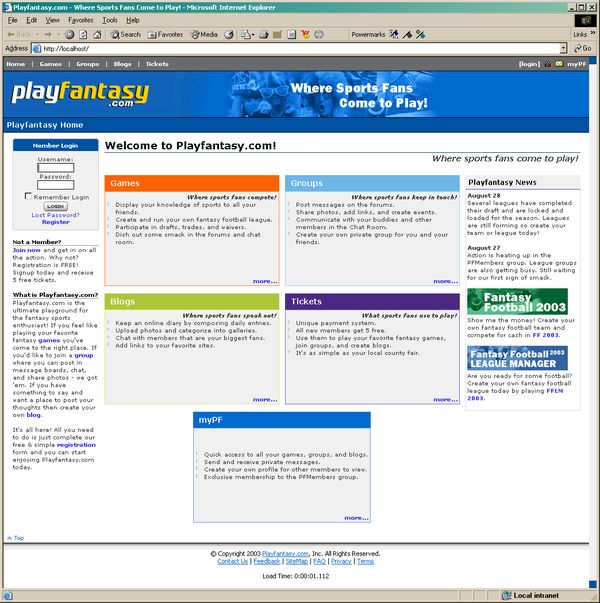 Playfantasy.com - Where Sports Fans Come to Play! - Microsoft Internet Explorer
File Edit View Favorites Tools Help
Back Search Favorites Media Powermarks Links »
Address http://localhost/ Go
Home | Games | Groups | Blogs | Tickets [login] myPF
playfantasy
.com
Where Sports Fans
Come to Play!
Playfantasy Home
Member Login
Username:
Password:
Remember Login
LOGIN
Lost Password?
Register
Not a Member?
Join now and get in on all
the action. Why not?
Registration is FREE!
Signup today and receive
5 free tickets.
What is Playfantasy.com?
Playfantasy.com is the
ultimate playground for
the fantasy sports
enthusiast! If you feel like
playing your favorite
fantasy games you've
come to the right place. If
you'd like to join a group
where you can post in
message boards, chat,
and share photos - we got
'em. If you have
something to say and
want a place to post your
thoughts then create your
own blog.
It's all here! All you need
to do is just complete our
free & simple registration
form and you can start
enjoying Playfantasy.com
today.
Welcome to Playfantasy.com!
Where sports fans come to play!
Games
Where sports fans compete!
Display your knowledge of sports to all your
friends.
Create and run your own fantasy football league.
Participate in drafts, trades, and waivers.
Dish out some smack in the forums and chat
room.
more...
Groups
Where sports fans keep in touch!
Post messages on the forums.
Share photos, add links, and create events.
Communicate with your buddies and other
members in the Chat Room.
Create your own private group for you and your
friends.
more...
Blogs
Where sports fans speak out!
Keep an online diary by composing daily entries.
Upload photos and categorize galleries.
Chat with members that are your biggest fans.
Add links to your favorite sites.
more...
Tickets
What sports fans use to play!
Unique payment system.
All new members get 5 free.
Use them to play your favorite fantasy games,
join groups, and create blogs.
It's as simple as your local county fair.
more...
myPF
Quick access to all your games, groups, and blogs.
Send and receive private messages.
Create your own profile for other members to view.
Exclusive membership to the PFMembers group.
more...
Playfantasy News
August 28
Several leagues have completed
their draft and are locked and
loaded for the season. Leagues
are still forming so create your
team or league today!
August 27
Action is heating up in the
PFMembers group. League groups
are also getting busy. Still waiting
for our first sign of smack.
Fantasy
Football 2003
Show me the money! Create your
own fantasy football team and
compete for cash in FF 2003.
Fantasy Football 2003
LEAGUE MANAGER
Are you ready for some football?
Create your own fantasy football
league today by playing FFLM
2003.
Top
© Copyright 2003 Playfantasy.com, Inc. All Rights Reserved.
Contact Us | Feedback | SiteMap | FAQ | Privacy | Terms
Load Time: 0:00:01.112
Local intranet